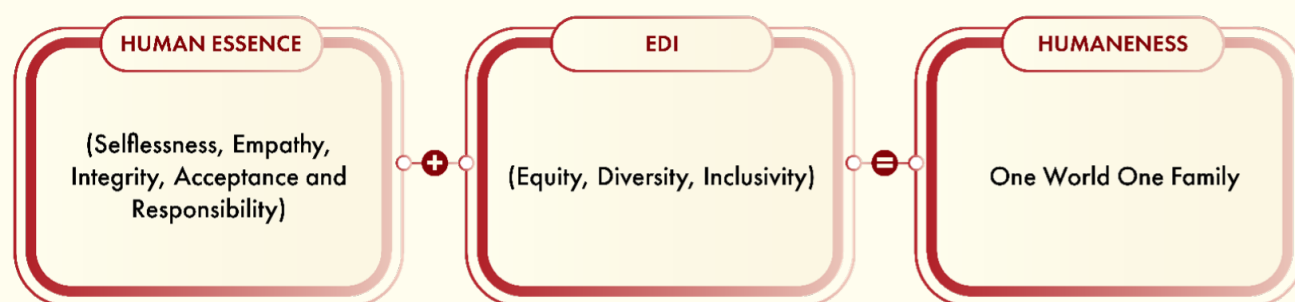 HUMAN ESSENCE
(Selflessness, Empathy,
Integrity, Acceptance and
Responsibility)
+
EDI
(Equity, Diversity, Inclusivity)
=
HUMANENESS
One World One Family